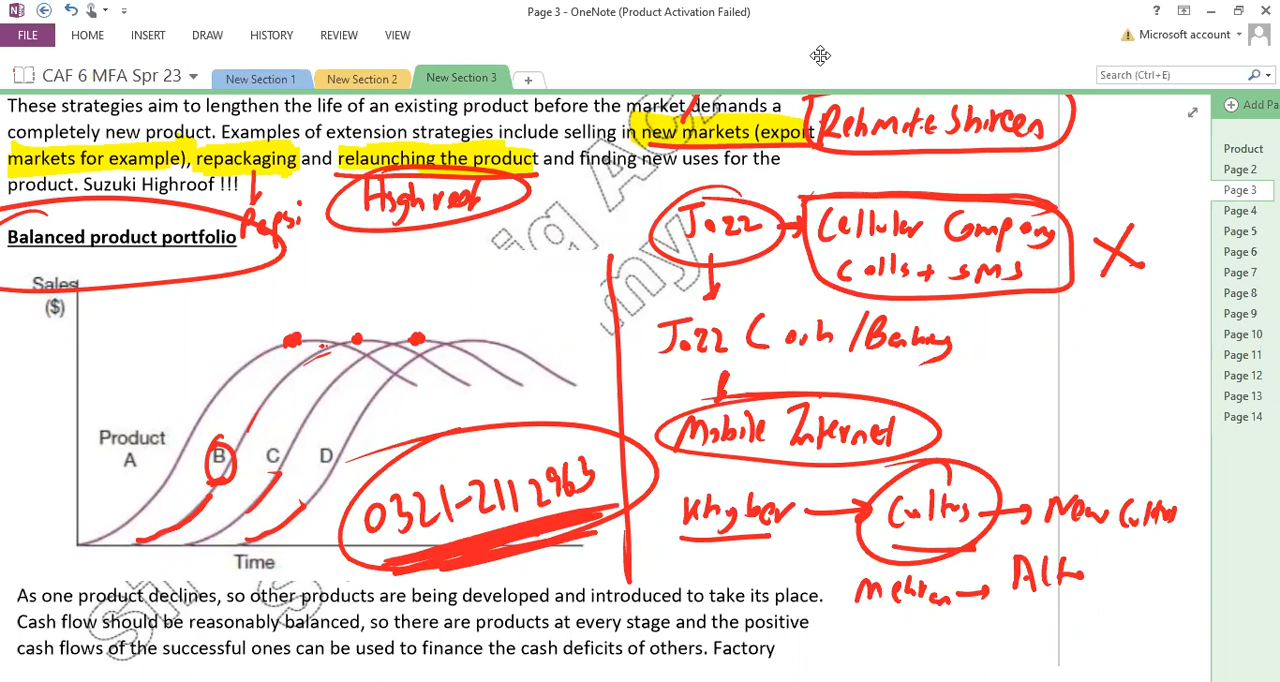 Page 3 - OneNote (Product Activation Failed)
FILE HOME INSERT DRAW HISTORY REVIEW VIEW
Microsoft account
CAF 6 MFA Spr 23
New Section 1 New Section 2 New Section 3
Search (Ctrl+E)
Add Pa
Product
Page 2
Page 3
Page 4
Page 5
Page 6
Page 7
Page 8
Page 9
Page 10
Page 11
Page 12
Page 13
Page 14
These strategies aim to lengthen the life of an existing product before the market demands a
completely new product. Examples of extension strategies include selling in new markets (export
markets for example), repackaging and relaunching the product and finding new uses for the
product. Suzuki Highroof !!!
Pepsi
Highroof
Balanced product portfolio
Sales
($)
Product
A
B
C
D
Time
0321-2112963
Jazz
Cellular Company
Calls + SMS
Jazz Cash / Banking
Mobile Internet
Khyber
Cultus
New Cultus
Mehran
Alto
As one product declines, so other products are being developed and introduced to take its place.
Cash flow should be reasonably balanced, so there are products at every stage and the positive
cash flows of the successful ones can be used to finance the cash deficits of others. Factory